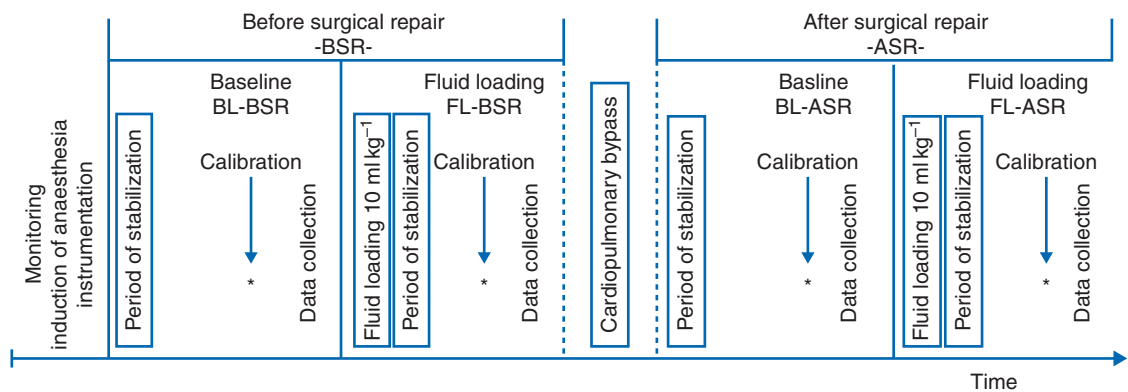 Before surgical repair
-BSR-
After surgical repair
-ASR-
Monitoring
induction of anaesthesia
instrumentation
Period of stabilization
Baseline
BL-BSR
Calibration
*
Data collection
Fluid loading 10 ml kg⁻¹
Period of stabilization
Fluid loading
FL-BSR
Calibration
*
Data collection
Cardiopulmonary bypass
Period of stabilization
Basline
BL-ASR
Calibration
*
Data collection
Fluid loading 10 ml kg⁻¹
Period of stabilization
Fluid loading
FL-ASR
Calibration
*
Data collection
Time